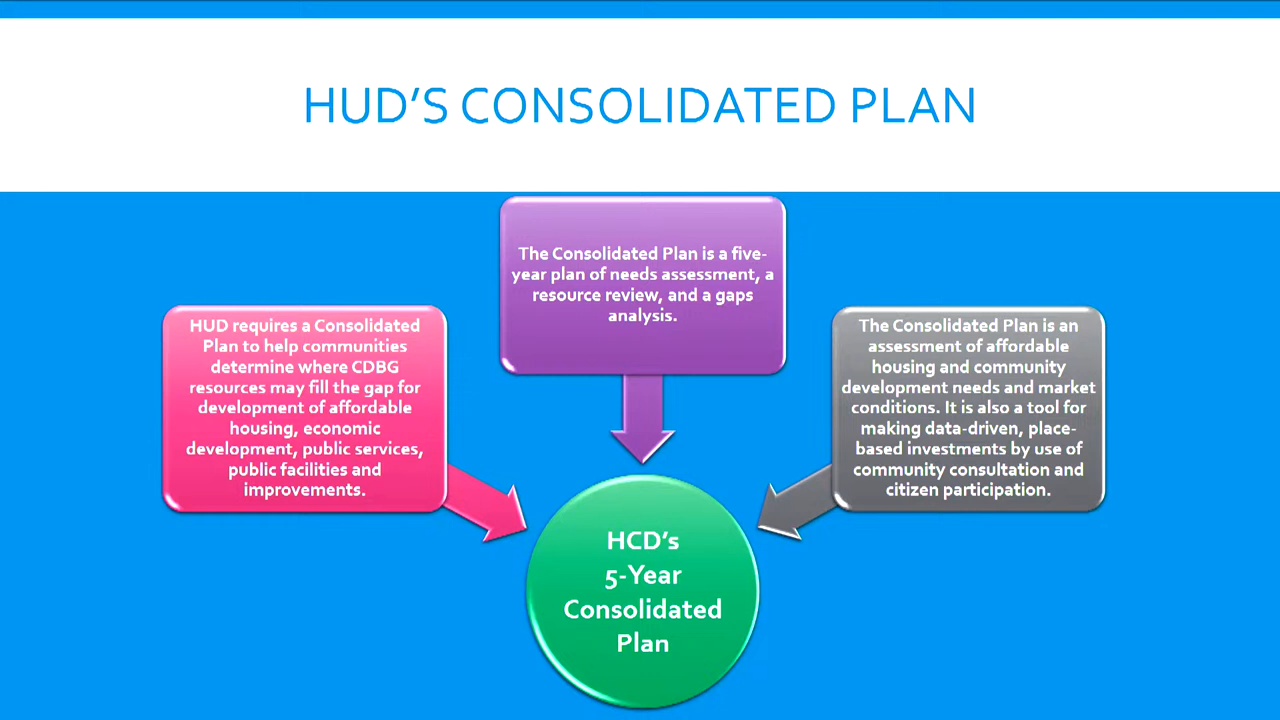 HUD'S CONSOLIDATED PLAN
The Consolidated Plan is a five-
year plan of needs assessment, a
resource review, and a gaps
analysis.
HUD requires a Consolidated
Plan to help communities
determine where CDBG
resources may fill the gap for
development of affordable
housing, economic
development, public services,
public facilities and
improvements.
The Consolidated Plan is an
assessment of affordable
housing and community
development needs and market
conditions. It is also a tool for
making data-driven, place-
based investments by use of
community consultation and
citizen participation.
HCD's
5-Year
Consolidated
Plan